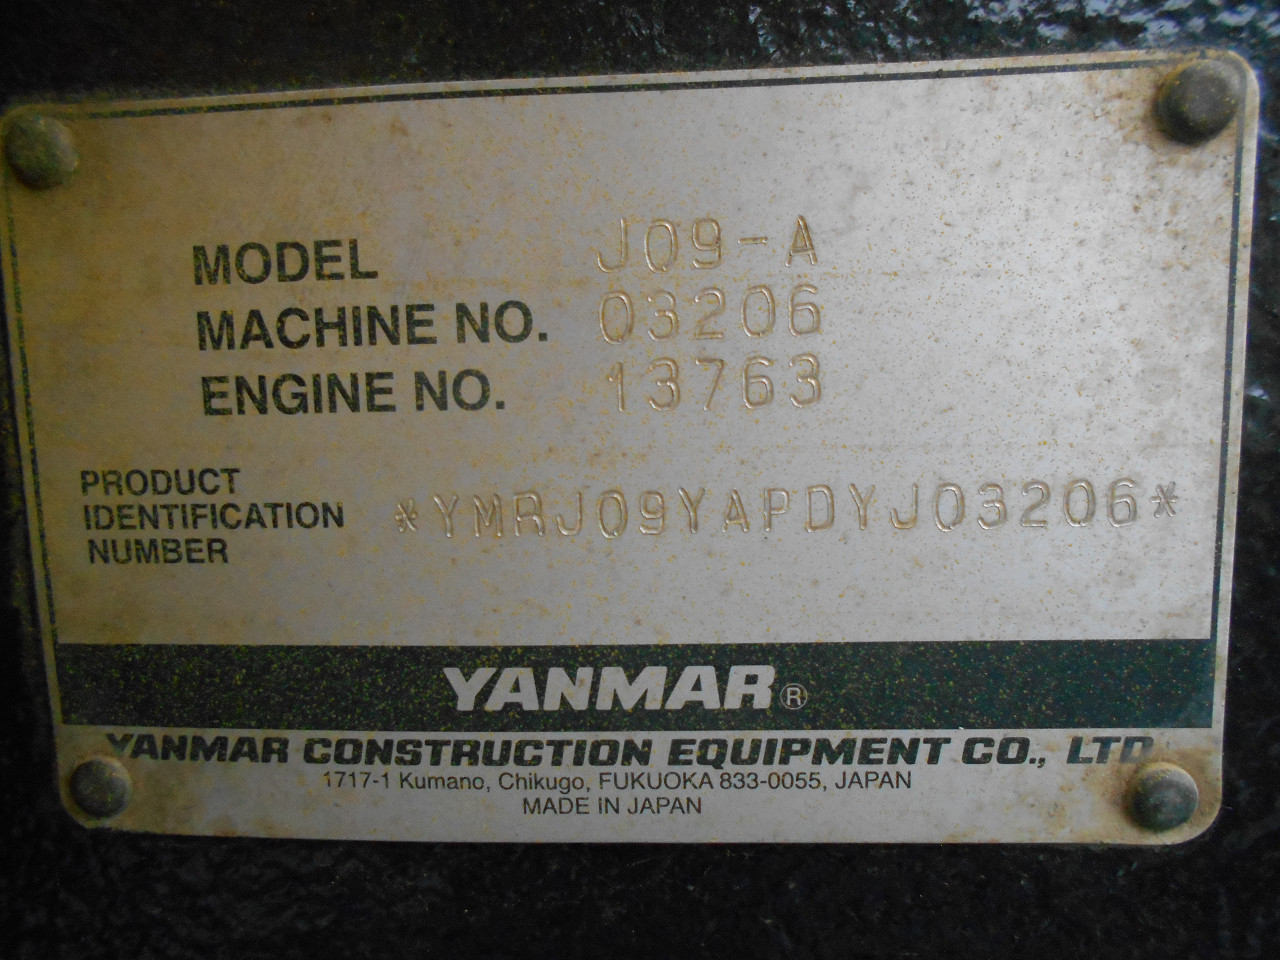 MODEL J09-A
MACHINE NO. 03206
ENGINE NO. 13763
PRODUCT
IDENTIFICATION
NUMBER
*YMRJ09YAPDYJ03206*
YANMAR®
YANMAR CONSTRUCTION EQUIPMENT CO., LTD
1717-1 Kumano, Chikugo, FUKUOKA 833-0055, JAPAN
MADE IN JAPAN